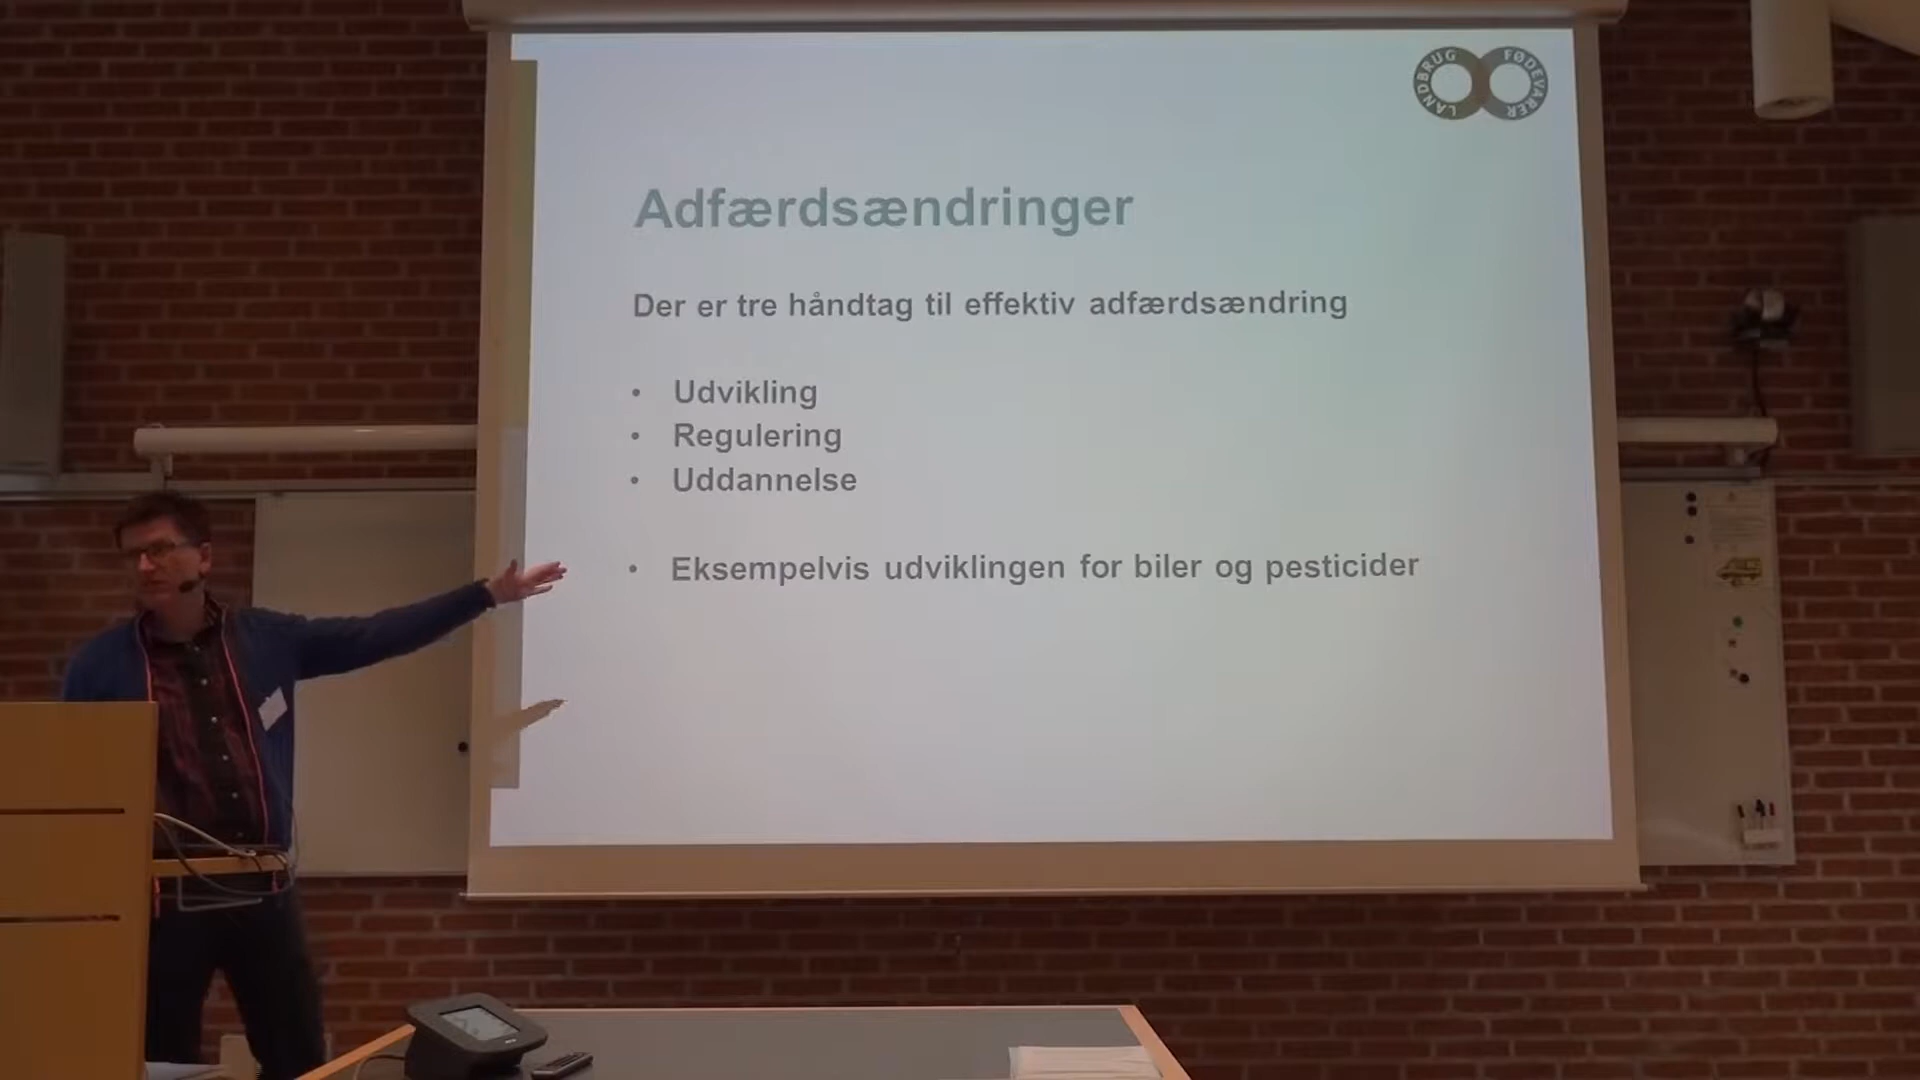 LANDBRUG FØDEVARER
Adfærdsændringer
Der er tre håndtag til effektiv adfærdsændring
• Udvikling
• Regulering
• Uddannelse
• Eksempelvis udviklingen for biler og pesticider